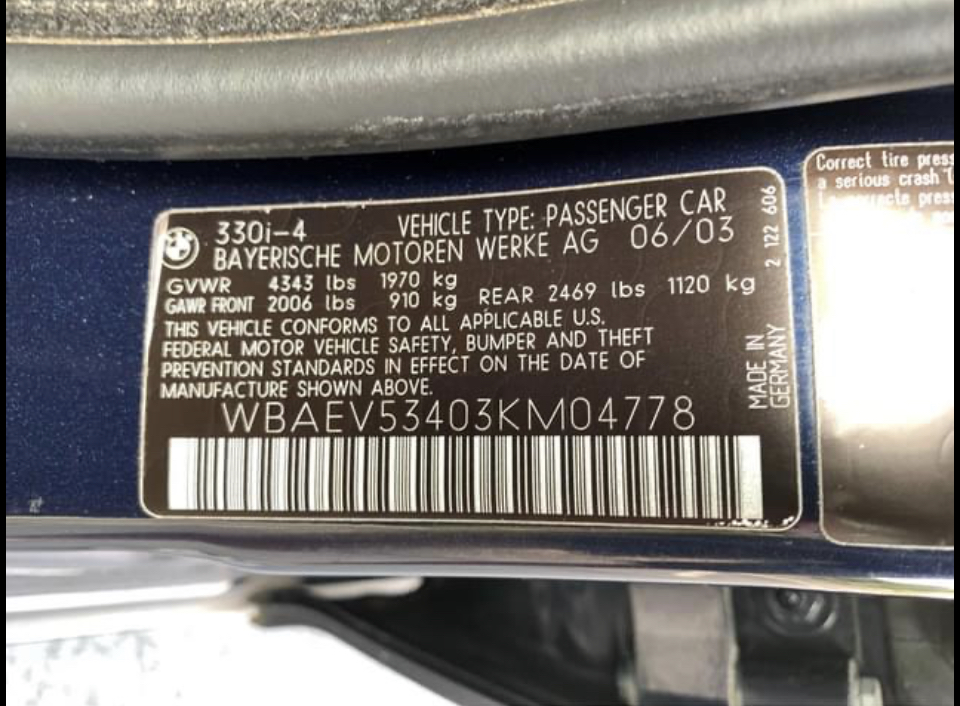 330i-4 VEHICLE TYPE: PASSENGER CAR
BAYERISCHE MOTOREN WERKE AG 06/03
GVWR 4343 lbs 1970 kg
GAWR FRONT 2006 lbs 910 kg REAR 2469 lbs 1120 kg
THIS VEHICLE CONFORMS TO ALL APPLICABLE U.S.
FEDERAL MOTOR VEHICLE SAFETY, BUMPER AND THEFT
PREVENTION STANDARDS IN EFFECT ON THE DATE OF
MANUFACTURE SHOWN ABOVE.
WBAEV53403KM04778
MADE IN
GERMANY
2 122 606
Correct tire press
a serious crash